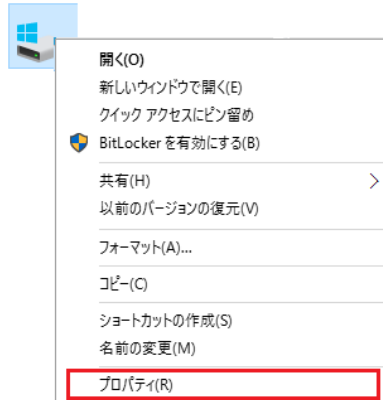 開く(O)
新しいウィンドウで開く(E)
クイック アクセスにピン留め
BitLocker を有効にする(B)
共有(H)
以前のバージョンの復元(V)
フォーマット(A)...
コピー(C)
ショートカットの作成(S)
名前の変更(M)
プロパティ(R)